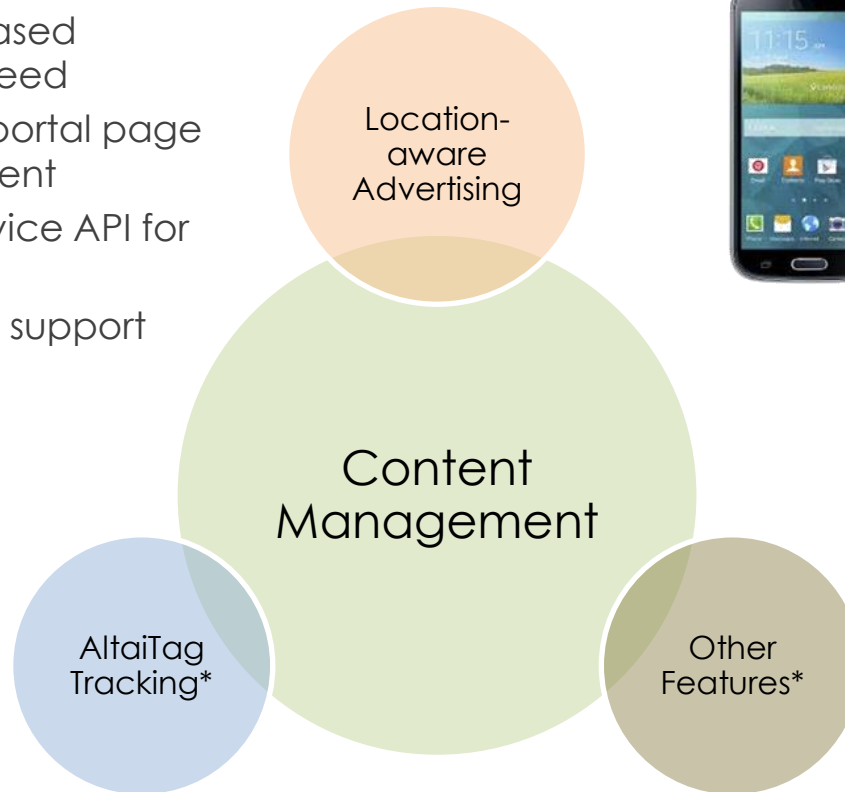 ased
eed
portal page
ent
vice API for
support
Location-
aware
Advertising
11:15 AM
Content
Management
AltaiTag
Tracking*
Other
Features*